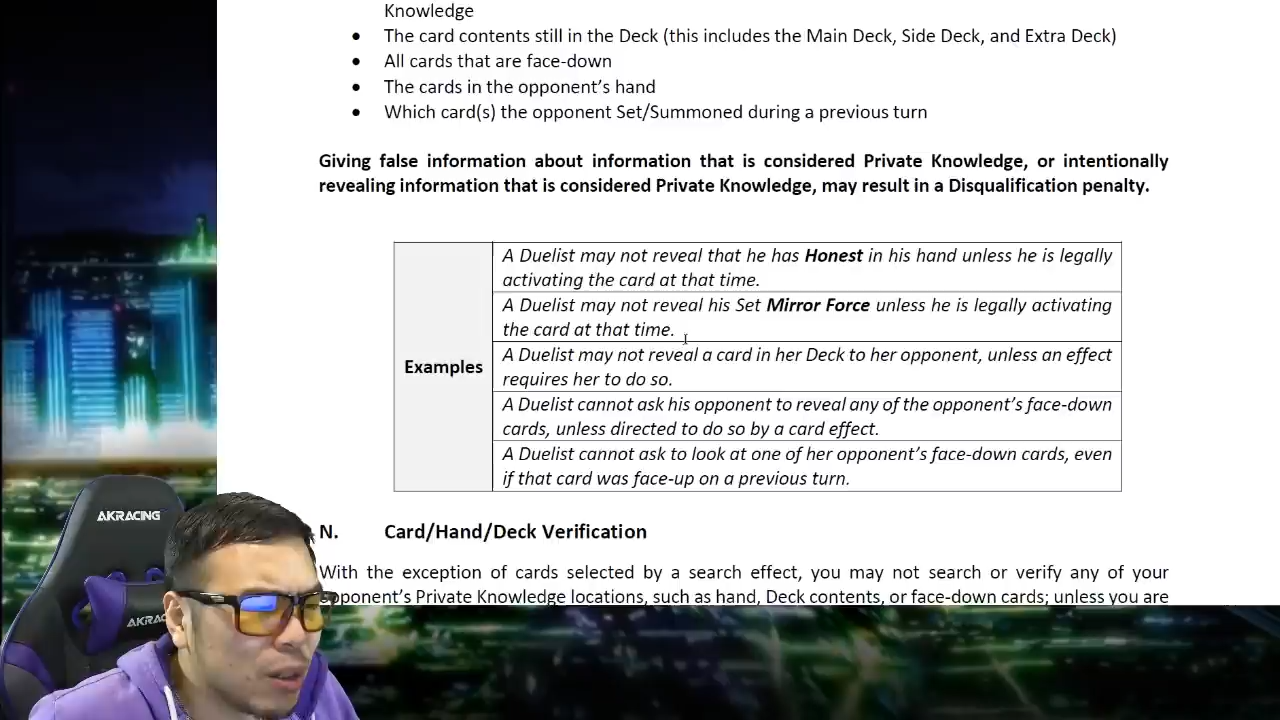 Knowledge
• The card contents still in the Deck (this includes the Main Deck, Side Deck, and Extra Deck)
• All cards that are face-down
• The cards in the opponent's hand
• Which card(s) the opponent Set/Summoned during a previous turn
Giving false information about information that is considered Private Knowledge, or intentionally
revealing information that is considered Private Knowledge, may result in a Disqualification penalty.
Examples
A Duelist may not reveal that he has Honest in his hand unless he is legally
activating the card at that time.
A Duelist may not reveal his Set Mirror Force unless he is legally activating
the card at that time.
A Duelist may not reveal a card in her Deck to her opponent, unless an effect
requires her to do so.
A Duelist cannot ask his opponent to reveal any of the opponent's face-down
cards, unless directed to do so by a card effect.
A Duelist cannot ask to look at one of her opponent's face-down cards, even
if that card was face-up on a previous turn.
N. Card/Hand/Deck Verification
With the exception of cards selected by a search effect, you may not search or verify any of your
opponent's Private Knowledge locations, such as hand, Deck contents, or face-down cards; unless you are
AKRACING
AKRAC